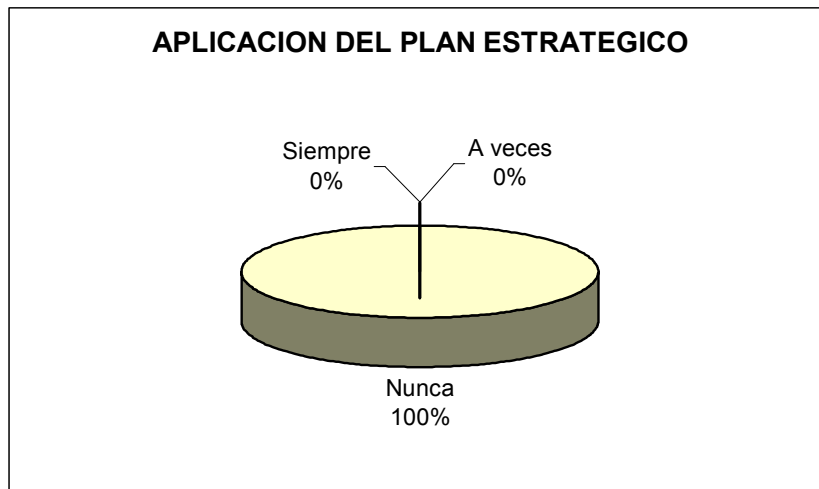 APLICACION DEL PLAN ESTRATEGICO
Siempre
0%
A veces
0%
Nunca
100%